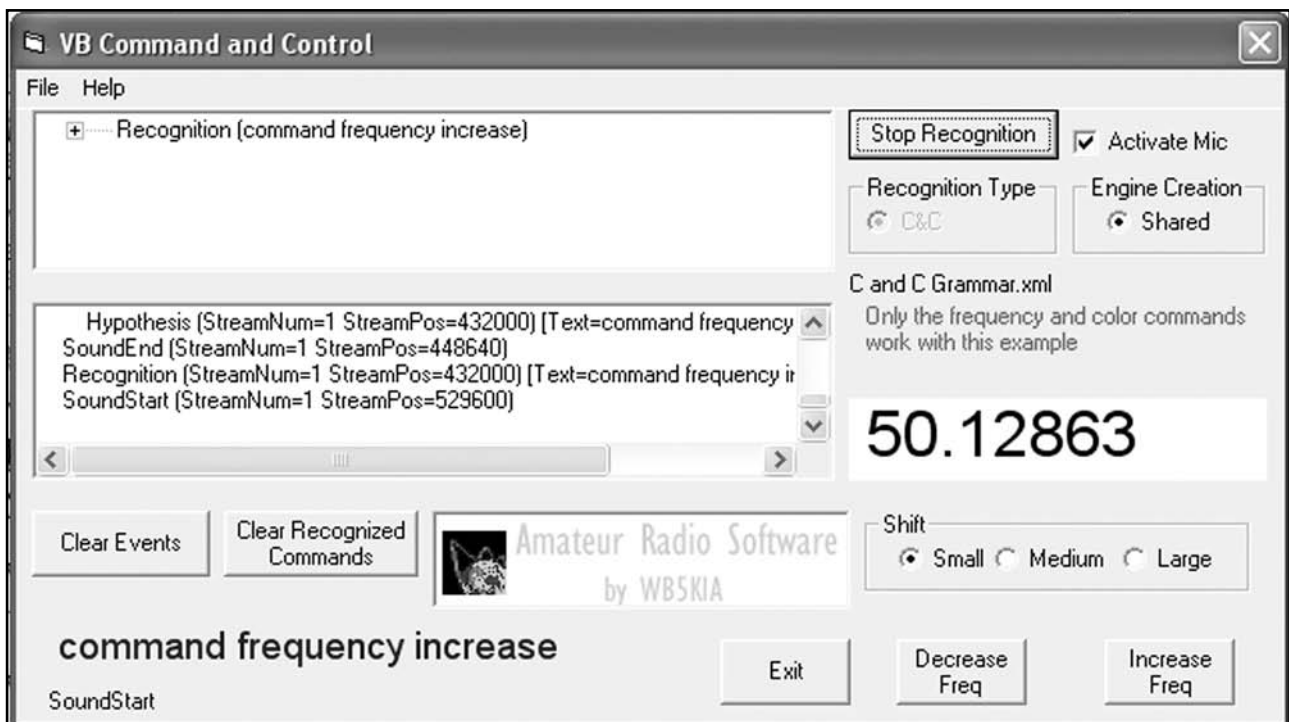 VB Command and Control
File Help
Recognition (command frequency increase)
Stop Recognition
Activate Mic
Recognition Type
C&C
Engine Creation
Shared
C and C Grammar.xml
Only the frequency and color commands
work with this example
Hypothesis (StreamNum=1 StreamPos=432000) [Text=command frequency
SoundEnd (StreamNum=1 StreamPos=448640)
Recognition (StreamNum=1 StreamPos=432000) [Text=command frequency ir
SoundStart (StreamNum=1 StreamPos=529600)
50.12863
Clear Events
Clear Recognized
Commands
Amateur Radio Software
by WB5KIA
Shift
Small Medium Large
command frequency increase
SoundStart
Exit
Decrease
Freq
Increase
Freq